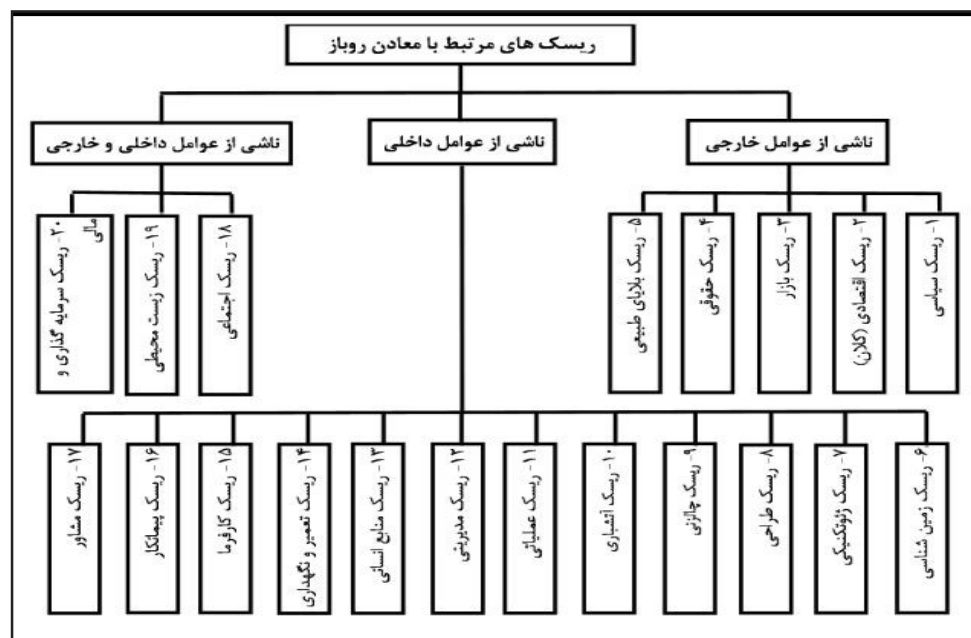 ریسک های مرتبط با معادن روباز
ناشی از عوامل خارجی
ناشی از عوامل داخلی
ناشی از عوامل داخلی و خارجی
۱- ریسک سیاسی
۲- ریسک اقتصادی (کلان)
۳- ریسک بازار
۴- ریسک حقوقی
۵- ریسک بلایای طبیعی
۱۸- ریسک اجتماعی
۱۹- ریسک زیست محیطی
۲۰- ریسک سرمایه گذاری و
مالی
۶- ریسک زمین شناسی
۷- ریسک ژئوتکنیکی
۸- ریسک طراحی
۹- ریسک چالزنی
۱۰- ریسک آتشباری
۱۱- ریسک عملیاتی
۱۲- ریسک مدیریتی
۱۳- ریسک منابع انسانی
۱۴- ریسک تعمیر و نگهداری
۱۵- ریسک کارفرما
۱۶- ریسک پیمانکار
۱۷- ریسک مشاور